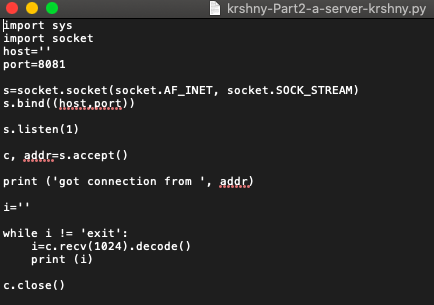 krshny-Part2-a-server-krshny.py
import sys
import socket
host=''
port=8081
s=socket.socket(socket.AF_INET, socket.SOCK_STREAM)
s.bind((host,port))
s.listen(1)
c, addr=s.accept()
print ('got connection from ', addr)
i=''
while i != 'exit':
    i=c.recv(1024).decode()
    print (i)
c.close()